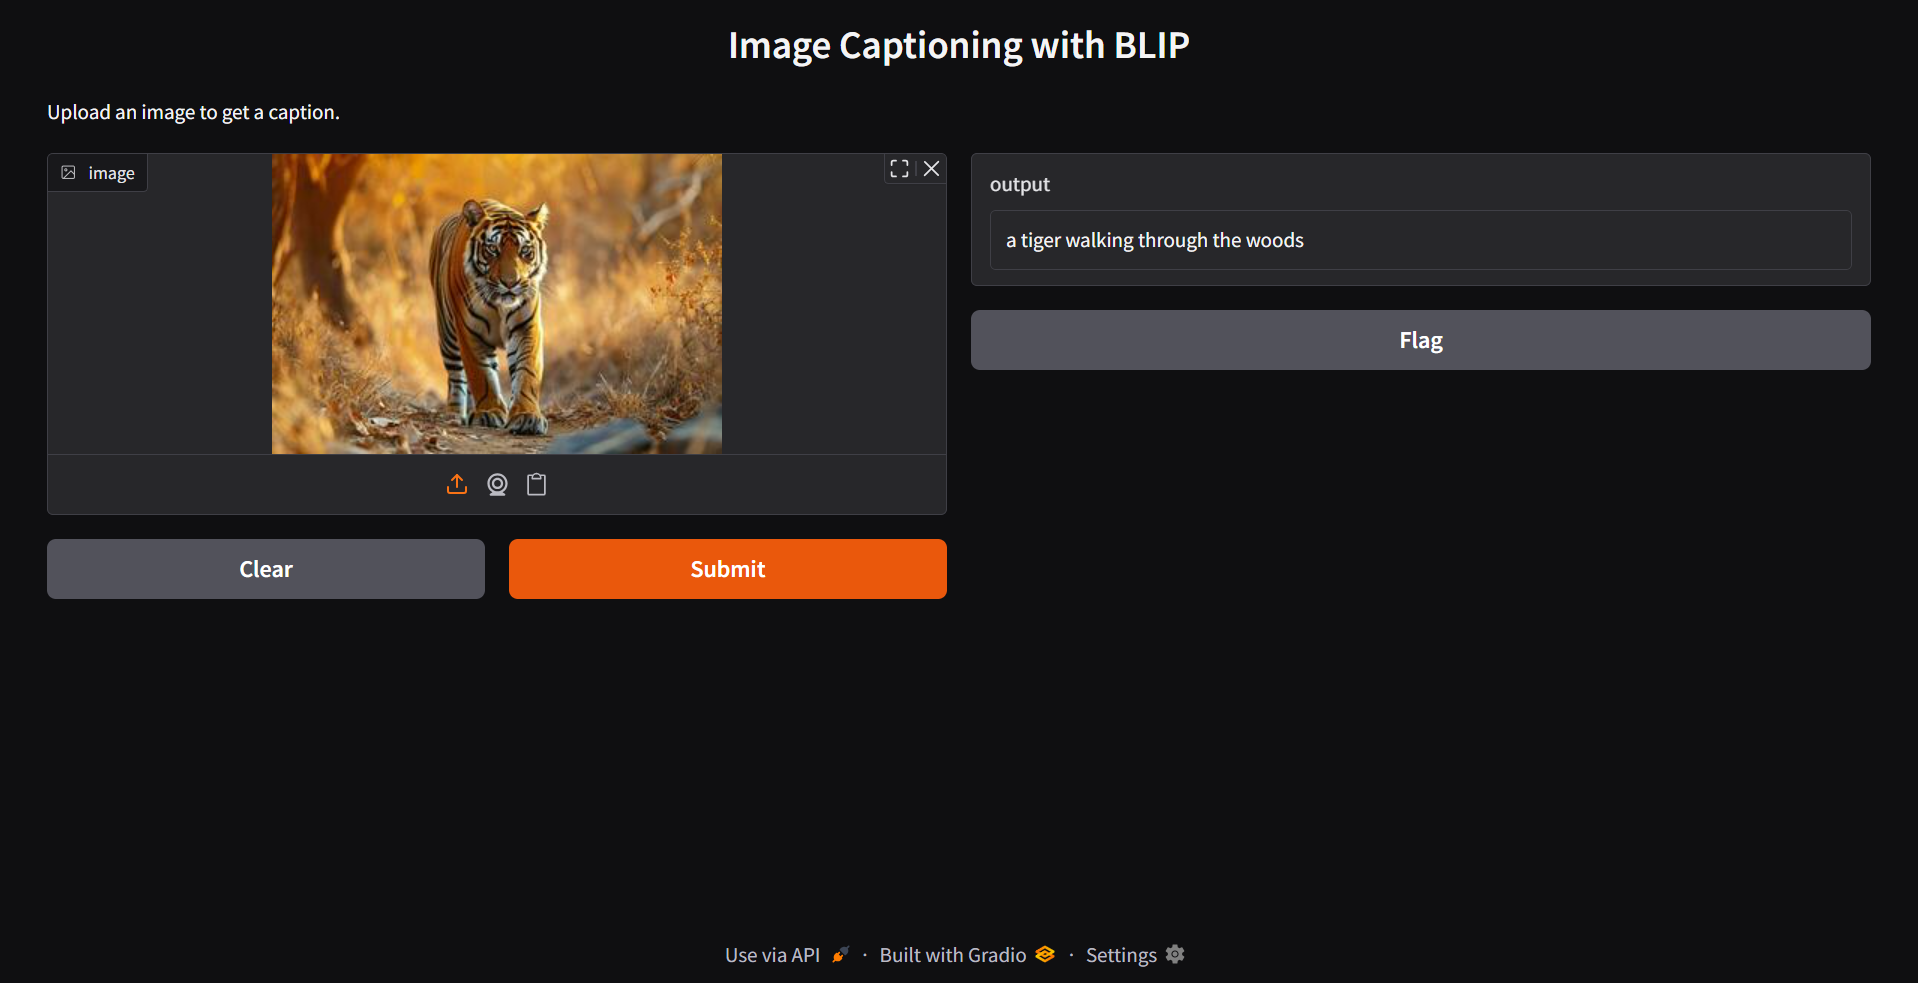 Image Captioning with BLIP
Upload an image to get a caption.
image
output
a tiger walking through the woods
Flag
Clear
Submit
Use via API · Built with Gradio · Settings